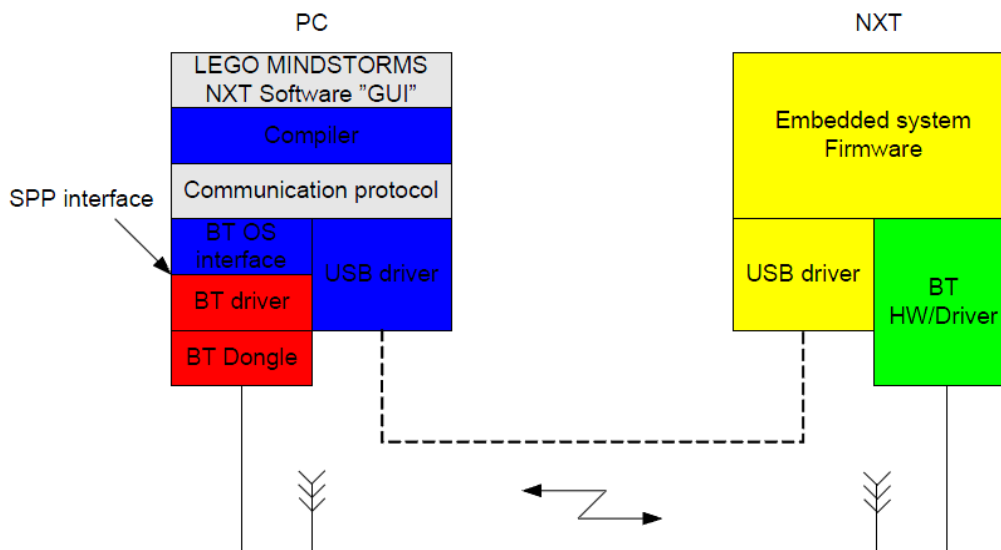 PC
NXT
LEGO MINDSTORMS
NXT Software ”GUI”
Compiler
Communication protocol
SPP interface
BT OS
interface
USB driver
BT driver
BT Dongle
Embedded system
Firmware
USB driver
BT
HW/Driver